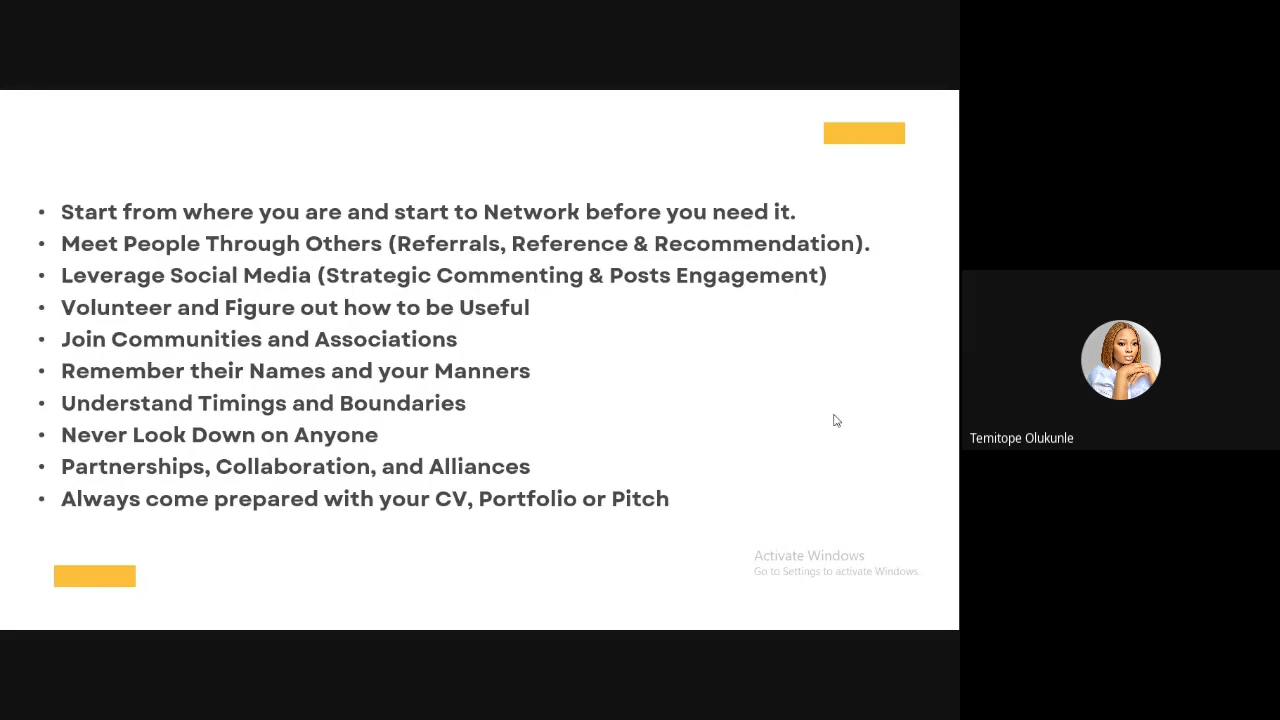 • Start from where you are and start to Network before you need it.
• Meet People Through Others (Referrals, Reference & Recommendation).
• Leverage Social Media (Strategic Commenting & Posts Engagement)
• Volunteer and Figure out how to be Useful
• Join Communities and Associations
• Remember their Names and your Manners
• Understand Timings and Boundaries
• Never Look Down on Anyone
• Partnerships, Collaboration, and Alliances
• Always come prepared with your CV, Portfolio or Pitch
Activate Windows
Go to Settings to activate Windows.
Temitope Olukunle